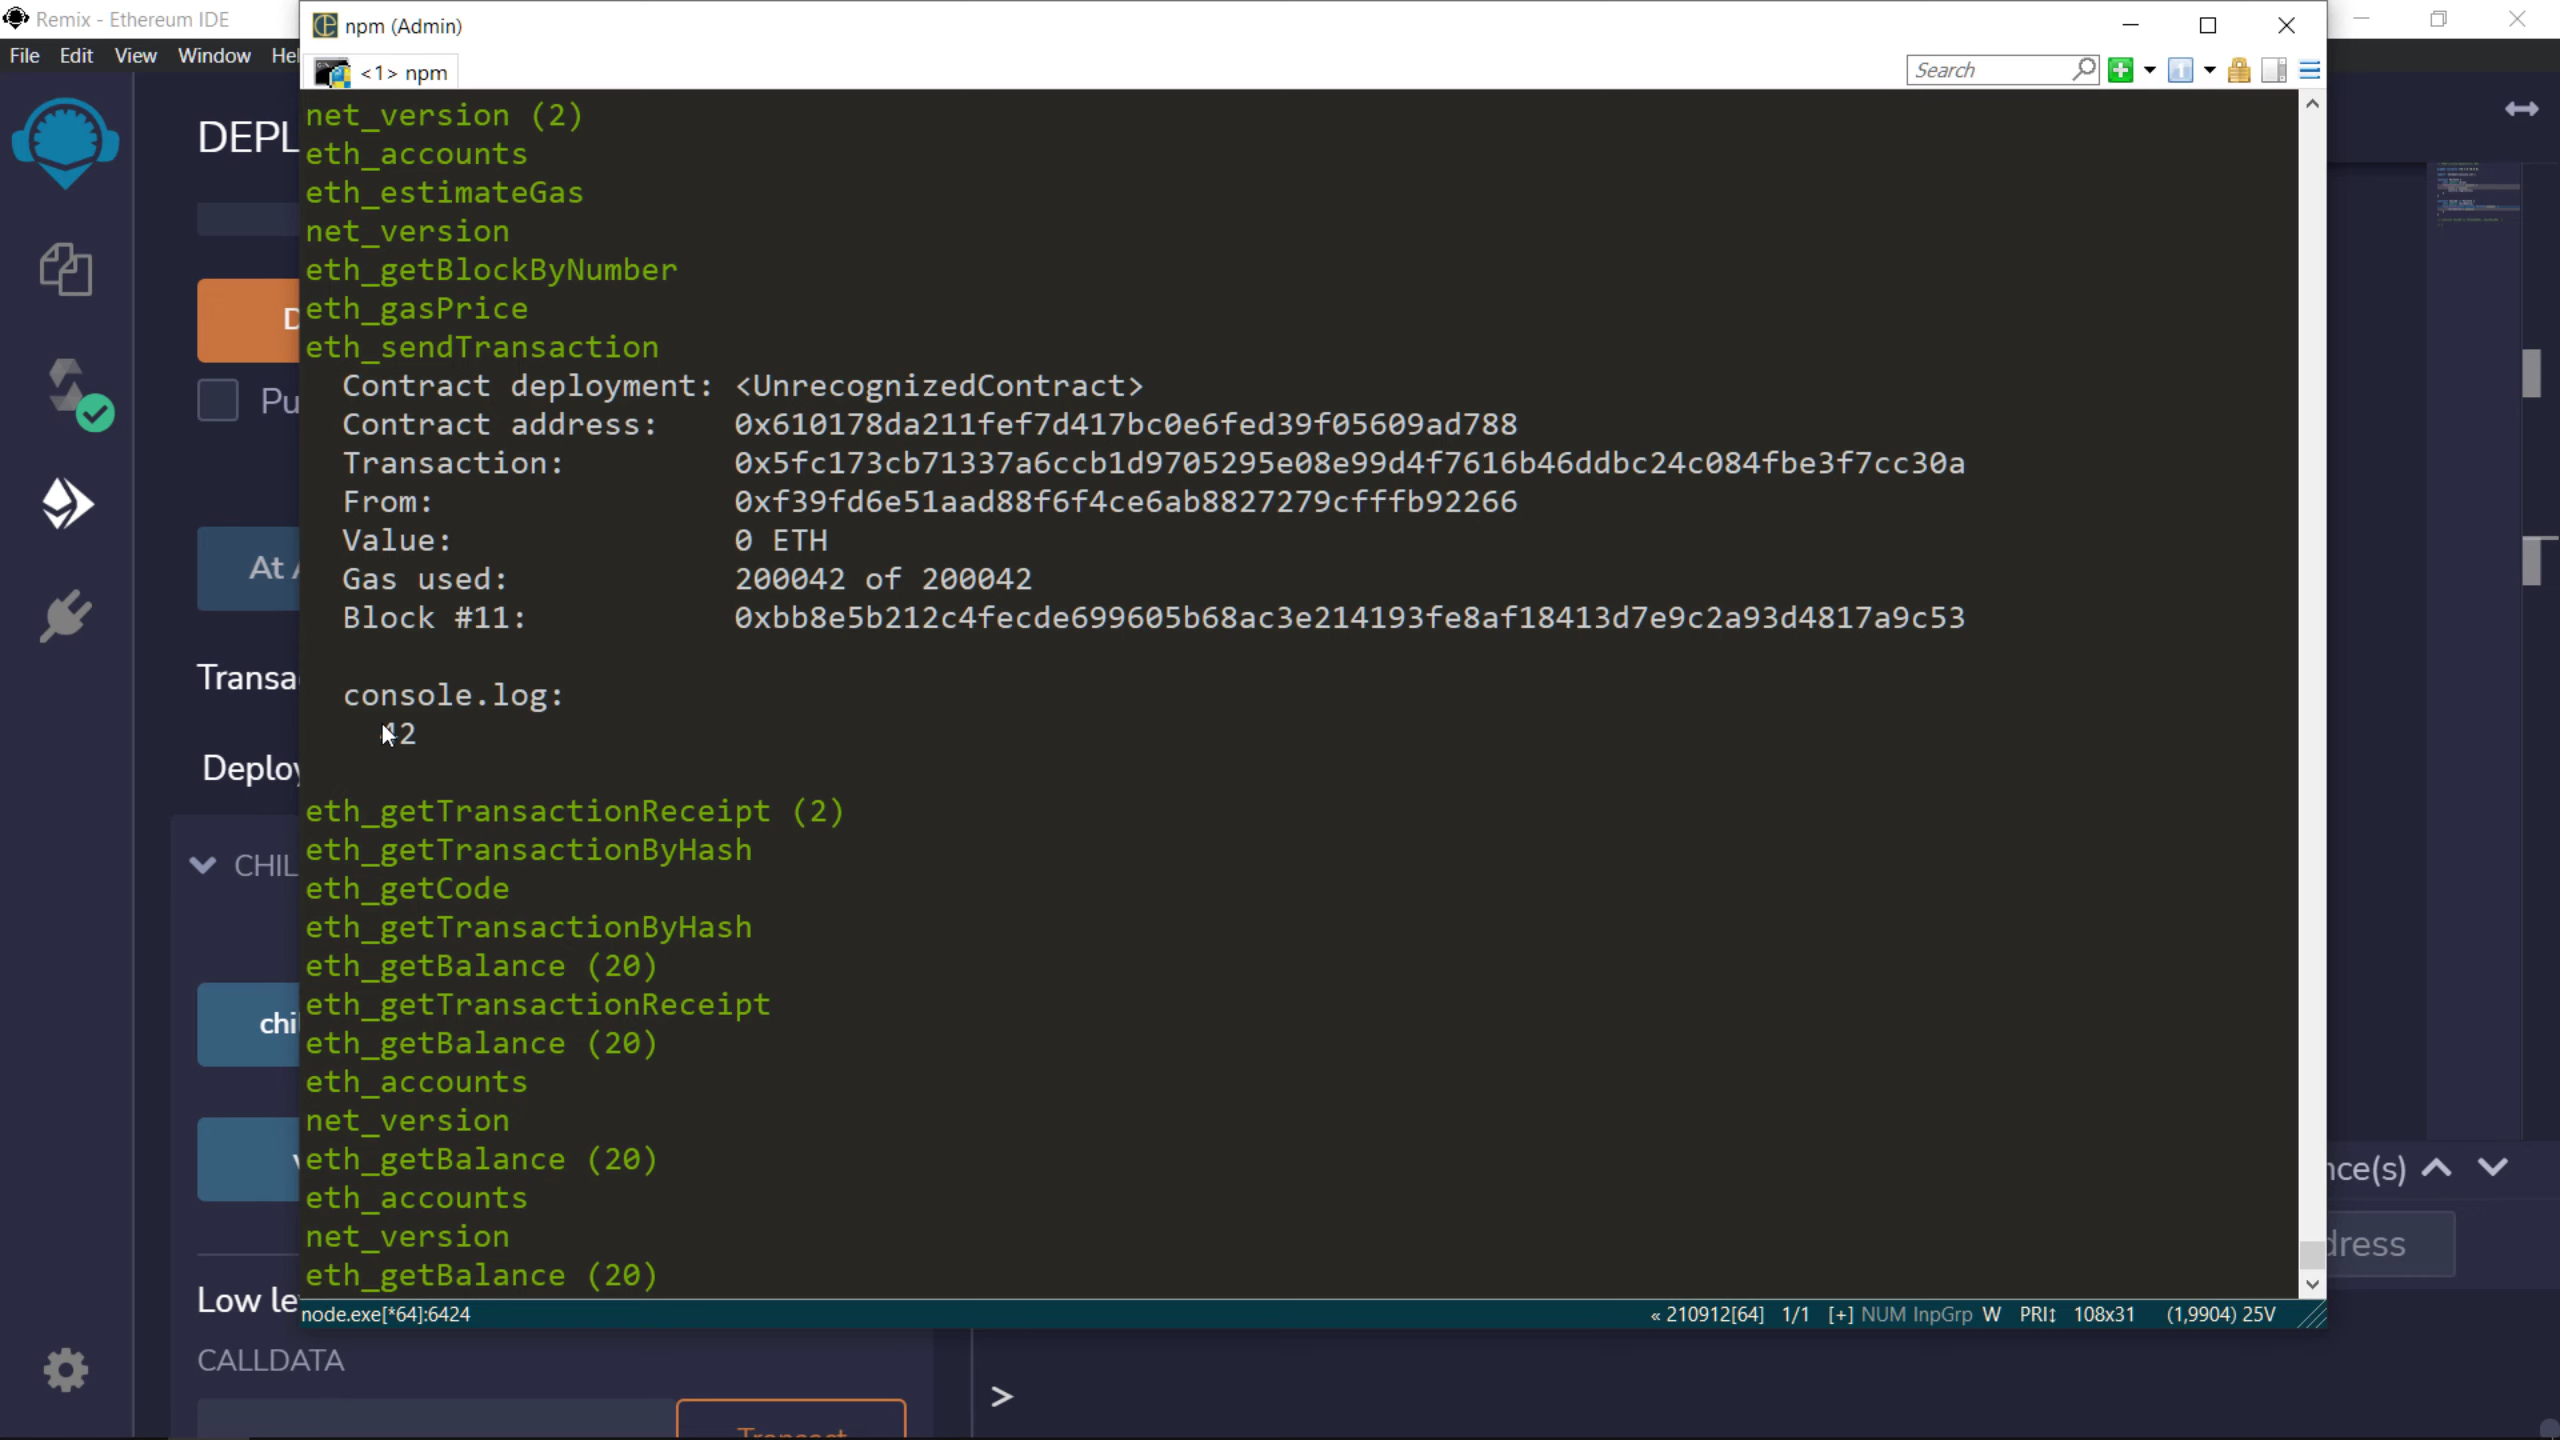 Remix - Ethereum IDE
File Edit View Window
npm (Admin)
<1> npm
Search
net_version (2)
eth_accounts
eth_estimateGas
net_version
eth_getBlockByNumber
eth_gasPrice
eth_sendTransaction
Contract deployment: <UnrecognizedContract>
Contract address: 0x610178da211fef7d417bc0e6fed39f05609ad788
Transaction: 0x5fc173cb71337a6ccb1d9705295e08e99d4f7616b46ddbc24c084fbe3f7cc30a
From: 0xf39fd6e51aad88f6f4ce6ab8827279cfffb92266
Value: 0 ETH
Gas used: 200042 of 200042
Block #11: 0xbb8e5b212c4fecde699605b68ac3e214193fe8af18413d7e9c2a93d4817a9c53
console.log:
42
eth_getTransactionReceipt (2)
eth_getTransactionByHash
eth_getCode
eth_getTransactionByHash
eth_getBalance (20)
eth_getTransactionReceipt
eth_getBalance (20)
eth_accounts
net_version
eth_getBalance (20)
eth_accounts
net_version
eth_getBalance (20)
node.exe[*64]:6424
« 210912[64] 1/1 [+] NUM InpGrp W PRI↕ 108x31 (1,9904) 25V
DEPL
Pu
At
Transa
Deploy
CHIL
chi
Low le
CALLDATA
Transact
nce(s)
dress
>